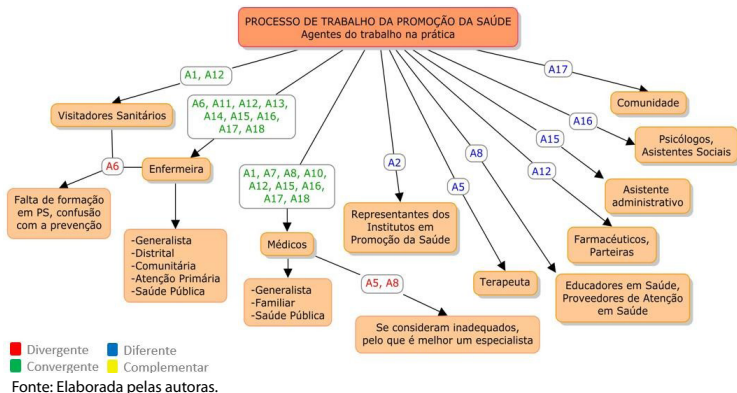 PROCESSO DE TRABALHO DA PROMOÇÃO DA SAÚDE
Agentes do trabalho na prática
A1, A12
A17
Visitadores Sanitários
A6, A11, A12, A13,
A14, A15, A16,
A17, A18
Comunidade
A16
A6
Enfermeira
A1, A7, A8, A10,
A12, A15, A16,
A17, A18
A2
A5
A8
A12
A15
Psicólogos,
Asistentes Sociais
Falta de formação
em PS, confusão
com a prevenção
Asistente
administrativo
-Generalista
-Distrital
-Comunitária
-Atenção Primária
-Saúde Pública
Médicos
Representantes dos
Institutos em
Promoção da Saúde
Farmacéuticos,
Parteiras
-Generalista
-Familiar
-Saúde Pública
A5, A8
Terapeuta
Educadores em Saúde,
Proveedores de Atenção
em Saúde
Se consideram inadequados,
pelo que é melhor um especialista
Divergente
Diferente
Convergente
Complementar
Fonte: Elaborada pelas autoras.